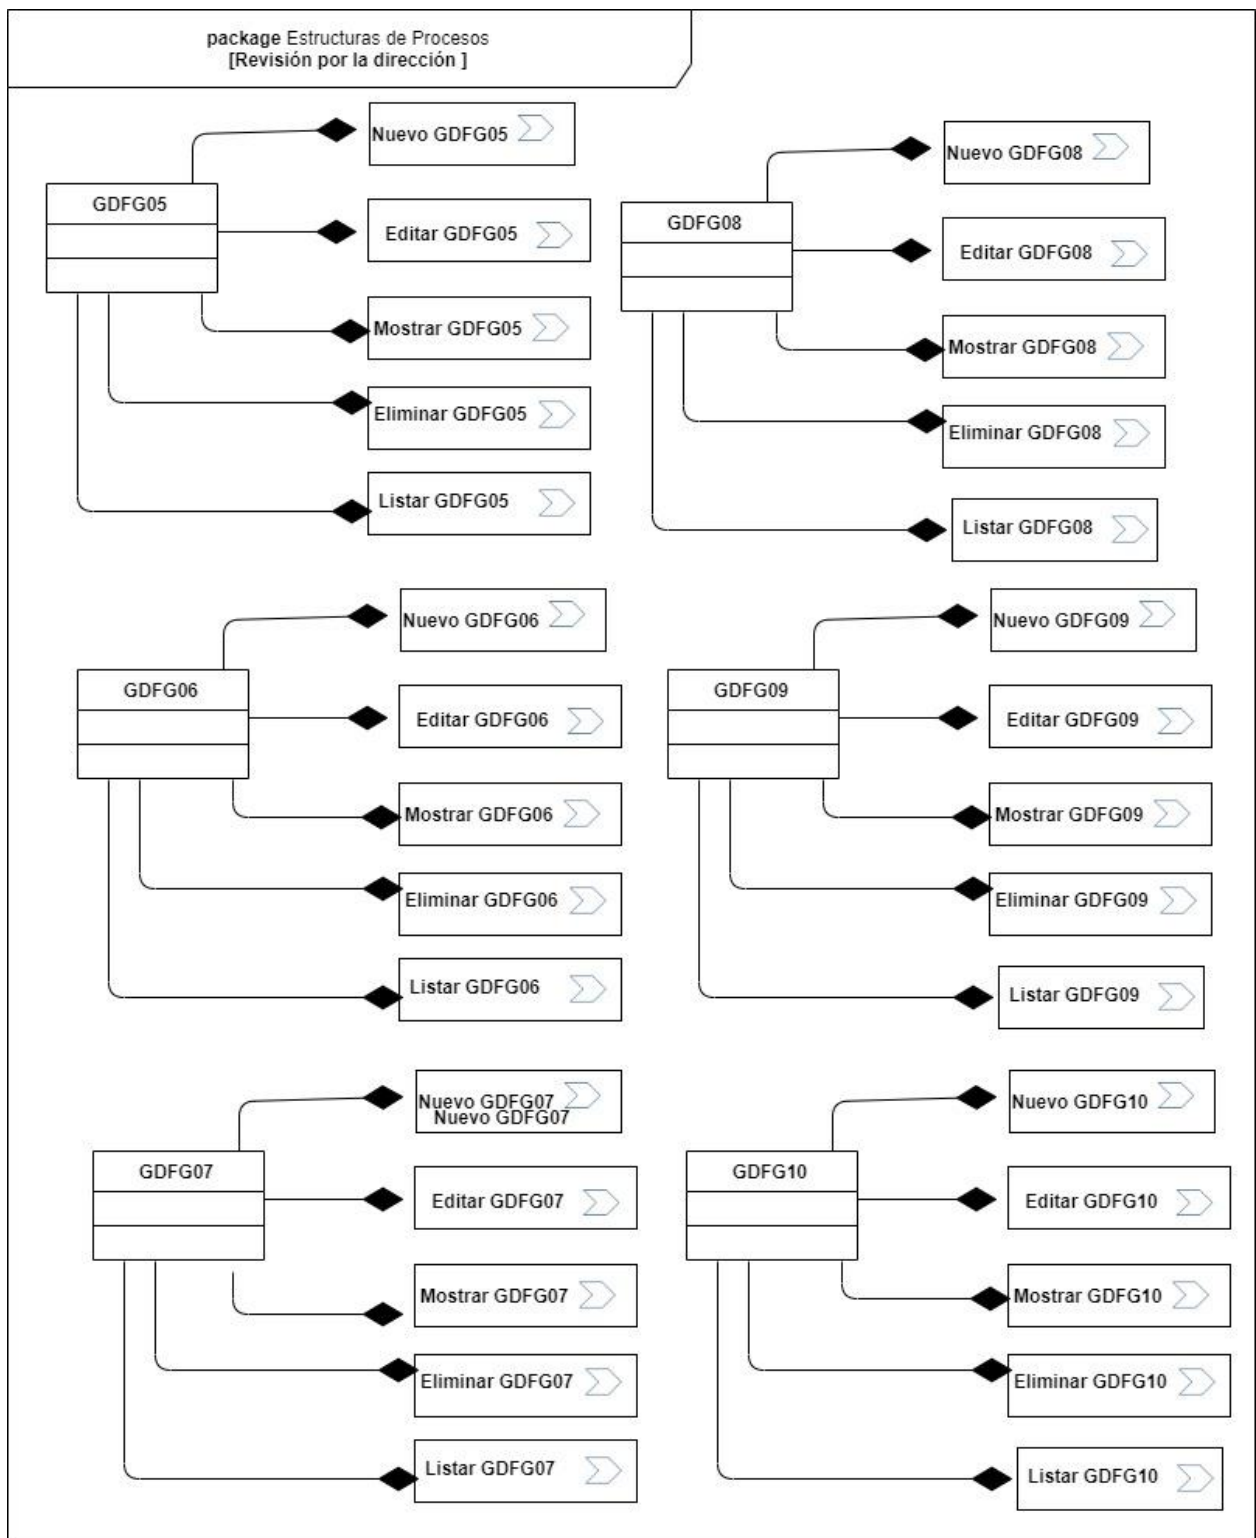 package Estructuras de Procesos
[Revisión por la dirección ]
GDFG05
Nuevo GDFG05
Editar GDFG05
Mostrar GDFG05
Eliminar GDFG05
Listar GDFG05
GDFG08
Nuevo GDFG08
Editar GDFG08
Mostrar GDFG08
Eliminar GDFG08
Listar GDFG08
GDFG06
Nuevo GDFG06
Editar GDFG06
Mostrar GDFG06
Eliminar GDFG06
Listar GDFG06
GDFG09
Nuevo GDFG09
Editar GDFG09
Mostrar GDFG09
Eliminar GDFG09
Listar GDFG09
GDFG07
Nuevo GDFG07
Nuevo GDFG07
Editar GDFG07
Mostrar GDFG07
Eliminar GDFG07
Listar GDFG07
GDFG10
Nuevo GDFG10
Editar GDFG10
Mostrar GDFG10
Eliminar GDFG10
Listar GDFG10